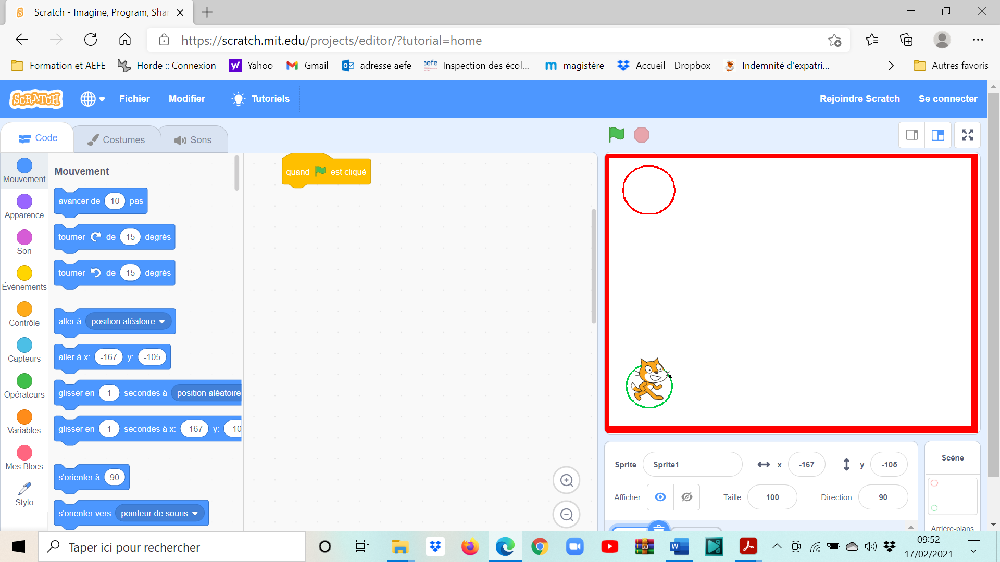 Scratch - Imagine, Program, Shar
https://scratch.mit.edu/projects/editor/?tutorial=home
Formation et AEFE
Horde :: Connexion
Yahoo
Gmail
adresse aefe
Inspection des écol...
magistère
Accueil - Dropbox
Indemnité d'expatri...
Autres favoris
SCRATCH
Fichier
Modifier
Tutoriels
Rejoindre Scratch
Se connecter
Code
Costumes
Sons
Mouvement
Apparence
Son
Événements
Contrôle
Capteurs
Opérateurs
Variables
Mes Blocs
Stylo
Mouvement
avancer de 10 pas
tourner de 15 degrés
tourner de 15 degrés
aller à position aléatoire
aller à x: -167 y: -105
glisser en 1 secondes à position aléatoire
glisser en 1 secondes à x: -167 y: -10
s'orienter à 90
s'orienter vers pointeur de souris
quand est cliqué
Sprite Sprite1 x -167 y -105
Afficher Taille 100 Direction 90
Scène
Arrière-plans
Taper ici pour rechercher
09:52
17/02/2021